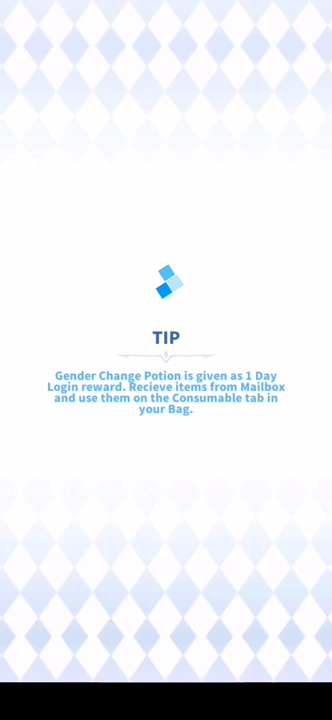 TIP
Gender Change Potion is given as 1 Day
Login reward. Recieve items from Mailbox
and use them on the Consumable tab in
your Bag.